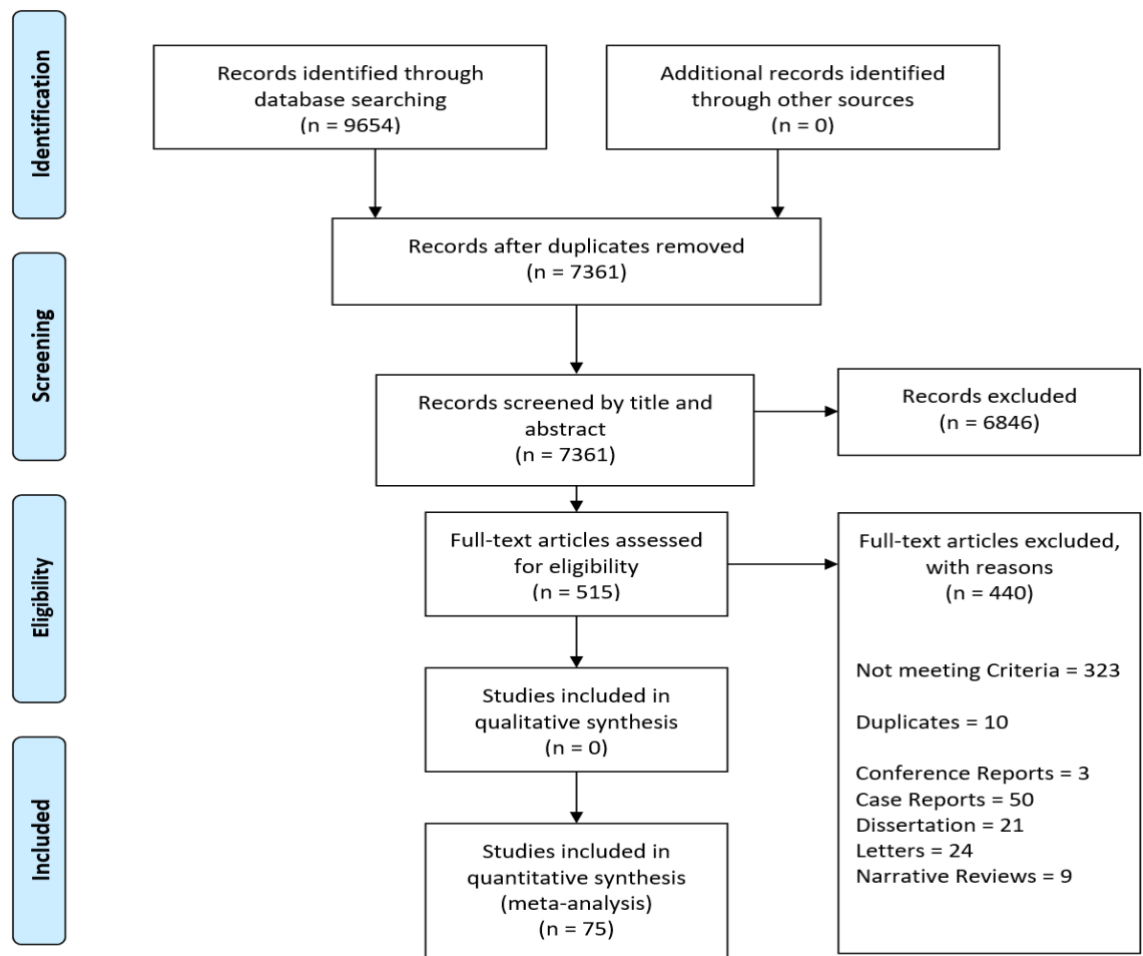 Identification
Records identified through
database searching
(n = 9654)
Additional records identified
through other sources
(n = 0)
Records after duplicates removed
(n = 7361)
Screening
Records screened by title and
abstract
(n = 7361)
Records excluded
(n = 6846)
Eligibility
Full-text articles assessed
for eligibility
(n = 515)
Full-text articles excluded,
with reasons
(n = 440)
Not meeting Criteria = 323
Duplicates = 10
Conference Reports = 3
Case Reports = 50
Dissertation = 21
Letters = 24
Narrative Reviews = 9
Studies included in
qualitative synthesis
(n = 0)
Included
Studies included in
quantitative synthesis
(meta-analysis)
(n = 75)